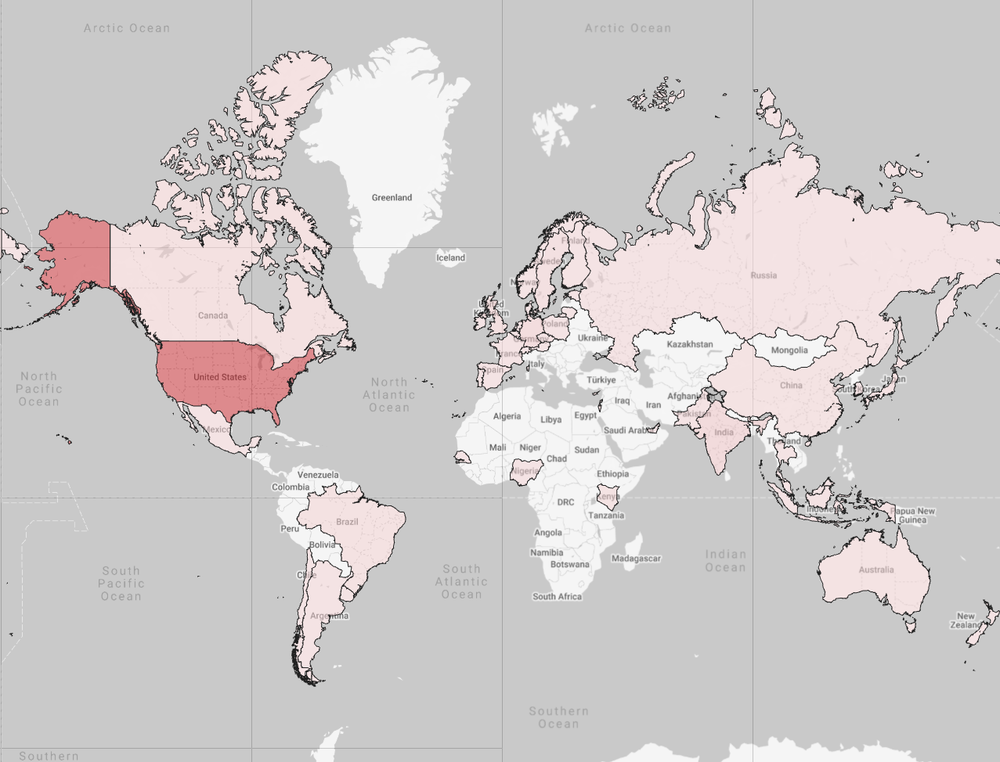 Arctic Ocean
Arctic Ocean
Greenland
Iceland
Finland
Sweden
Norway
Russia
United
Kingdom
Canada
Poland
Germany
Ukraine
Kazakhstan
Mongolia
France
Italy
Spain
Türkiye
North
Pacific
Ocean
United States
North
Atlantic
Ocean
China
South Korea
Japan
Algeria
Libya
Egypt
Iraq
Iran
Afghanistan
Pakistan
Mexico
Saudi Arabia
India
Thailand
Mali
Niger
Chad
Sudan
Venezuela
Colombia
Nigeria
Ethiopia
Kenya
DRC
Tanzania
Indonesia
Papua New
Guinea
Brazil
Peru
Bolivia
Angola
Namibia
Botswana
Madagascar
Indian
Ocean
South
Pacific
Ocean
Chile
South
Atlantic
Ocean
Australia
South Africa
Argentina
New
Zealand
Southern
Ocean
Southern